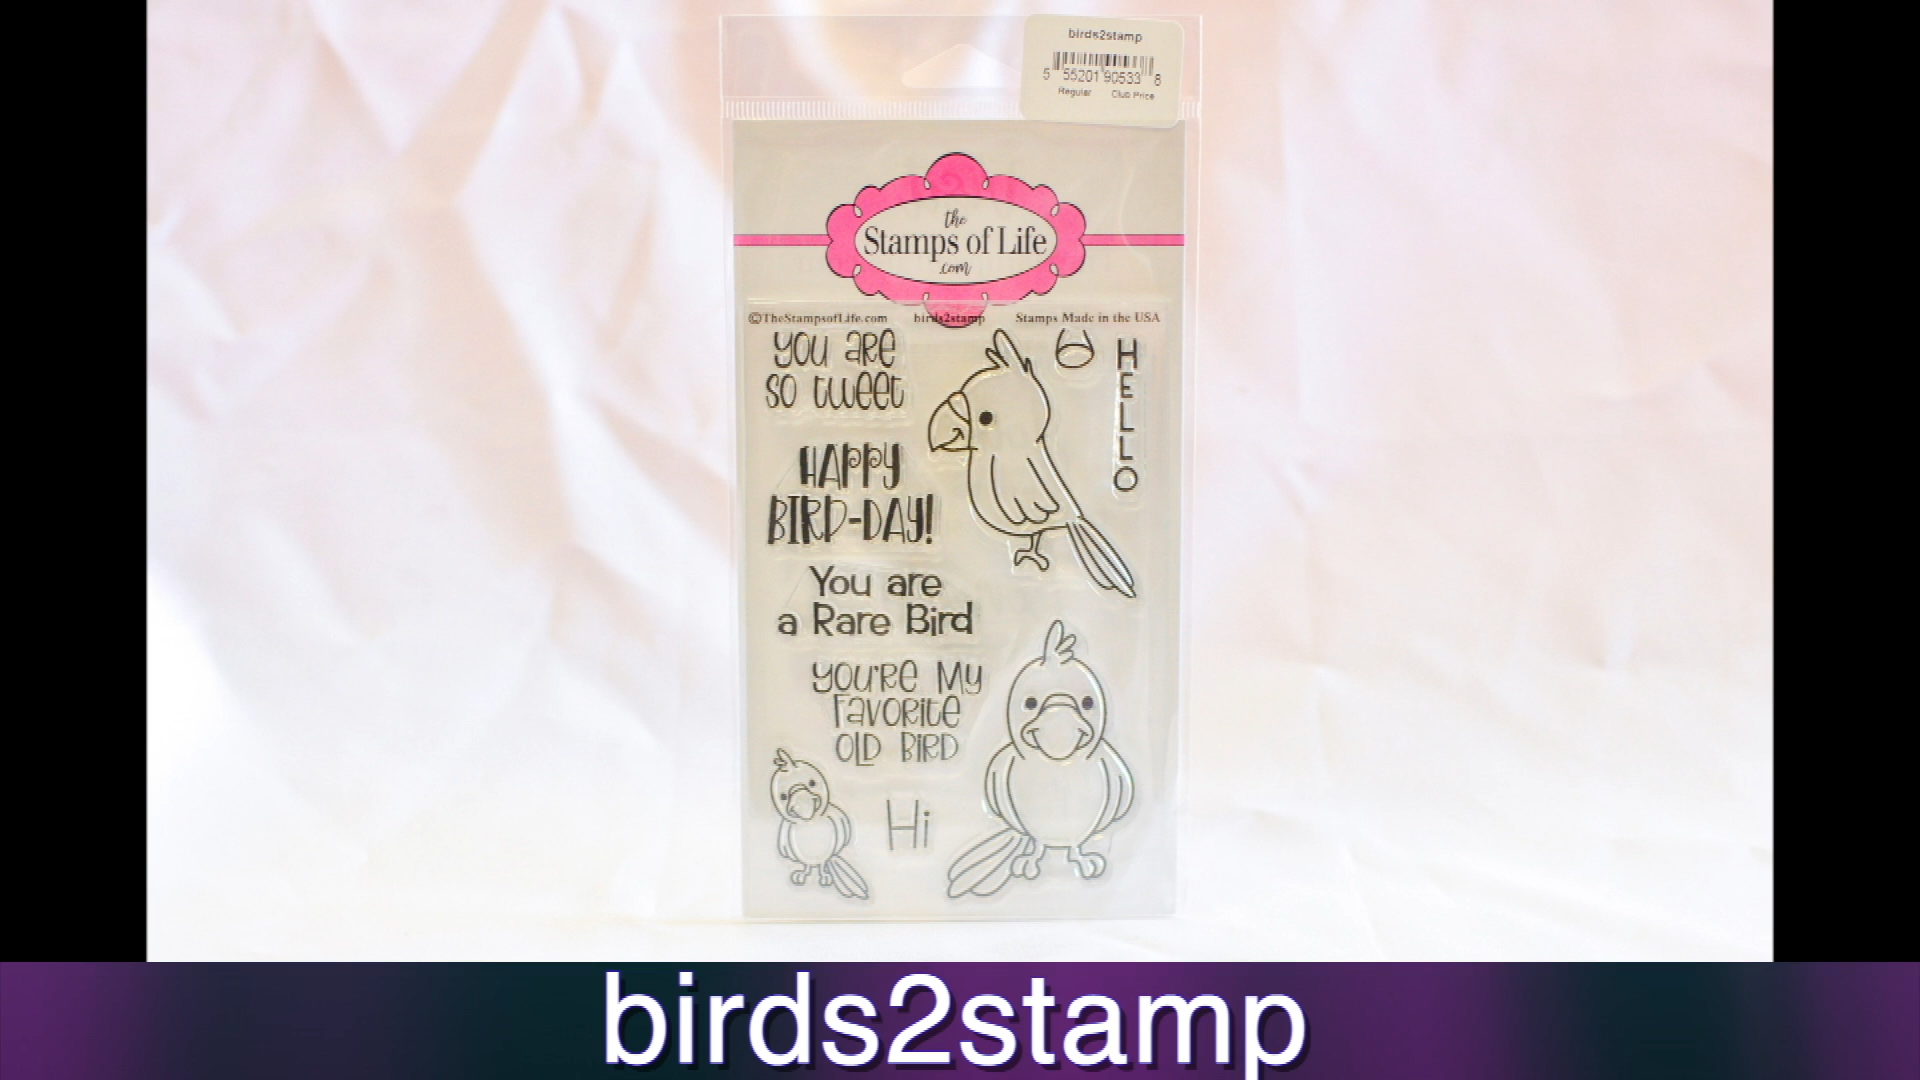 birds2stamp
5 55201 90533 8
Regular Club Price
the
Stamps of Life
.com
©TheStampsofLife.com birds2stamp Stamps Made in the USA
YOU ARE
SO TWEET
HELLO
HAPPY
BIRD-DAY!
You are
a Rare Bird
YOU'RE MY
FAVORITE
OLD BIRD
Hi
birds2stamp